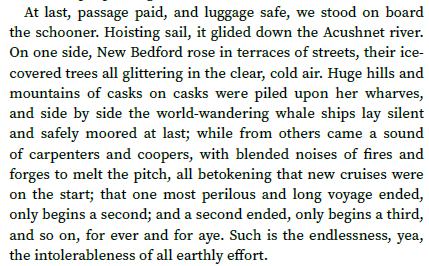 At last, passage paid, and luggage safe, we stood on board
the schooner. Hoisting sail, it glided down the Acushnet river.
On one side, New Bedford rose in terraces of streets, their ice-
covered trees all glittering in the clear, cold air. Huge hills and
mountains of casks on casks were piled upon her wharves,
and side by side the world-wandering whale ships lay silent
and safely moored at last; while from others came a sound
of carpenters and coopers, with blended noises of fires and
forges to melt the pitch, all betokening that new cruises were
on the start; that one most perilous and long voyage ended,
only begins a second; and a second ended, only begins a third,
and so on, for ever and for aye. Such is the endlessness, yea,
the intolerableness of all earthly effort.